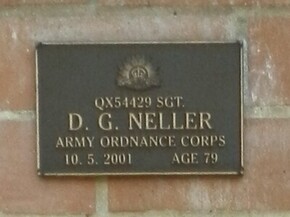 QX54429 SGT.
D. G. NELLER
ARMY ORDNANCE CORPS
10. 5. 2001 AGE 79